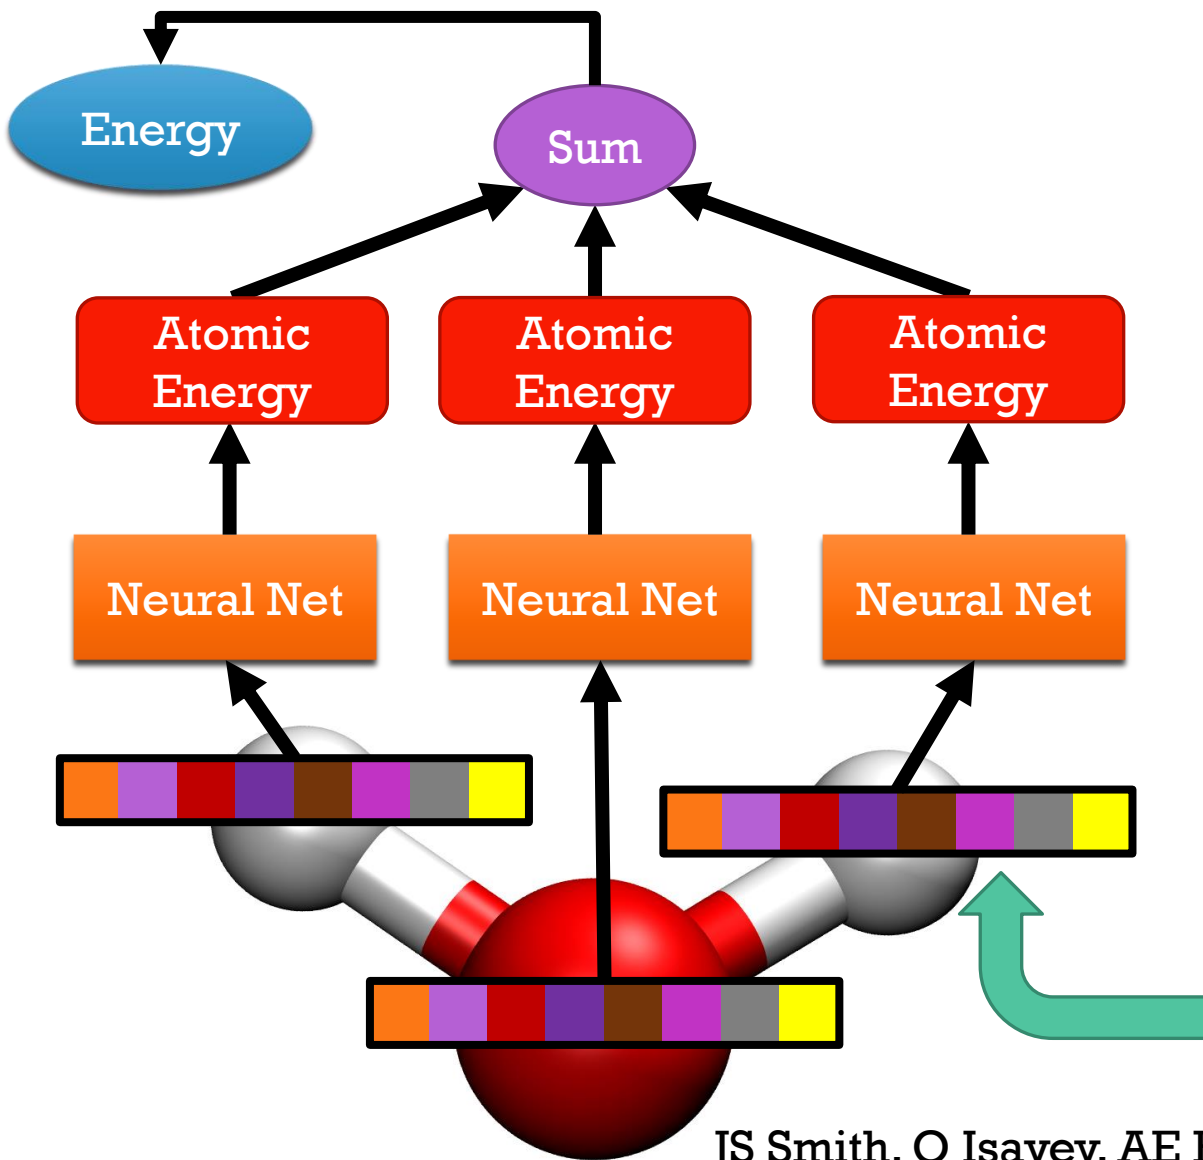 Energy
Sum
Atomic
Energy
Atomic
Energy
Atomic
Energy
Neural Net
Neural Net
Neural Net
JS Smith, O Isayev, AE